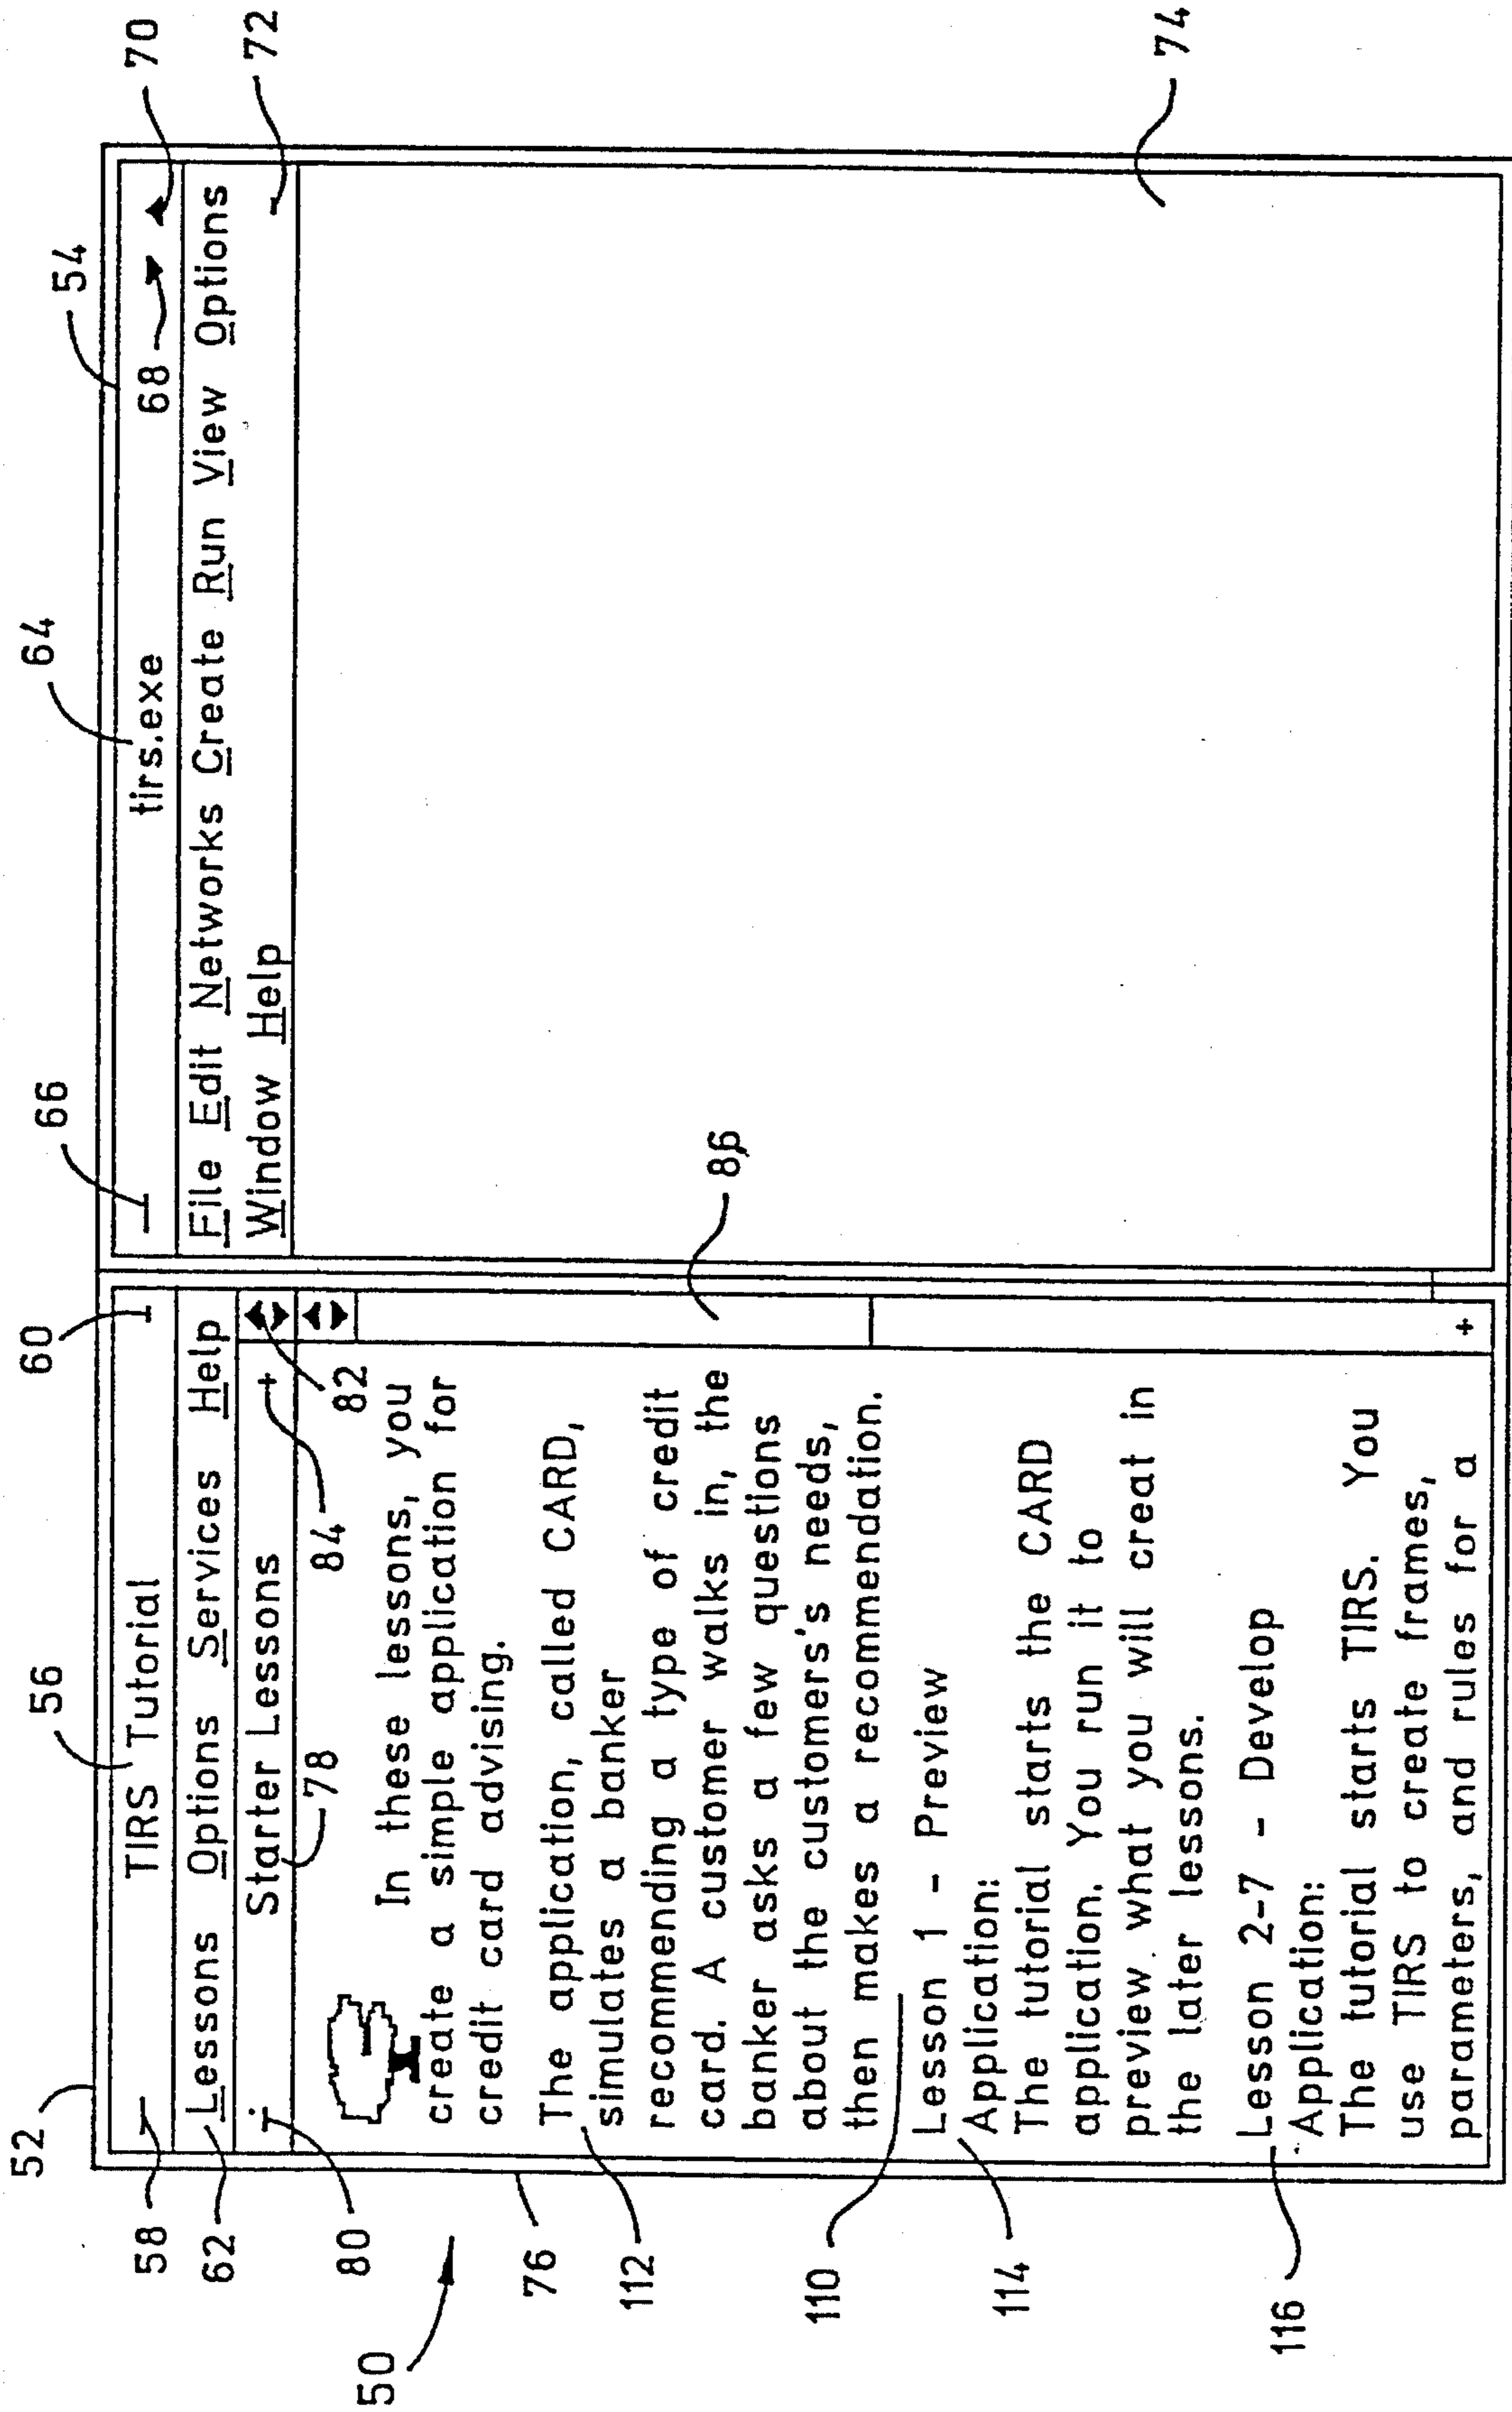 52
56
60
66
64
54
70
58
TIRS Tutorial
tirs.exe
68
62
Lessons Options Services Help
File Edit Networks Create Run View Options
72
80
Starter Lessons +
Window Help
78
84
82
50
In these lessons, you
create a simple application for
credit card advising.
76
112
The application, called CARD,
simulates a banker
recommending a type of credit
card. A customer walks in, the
banker asks a few questions
about the customers's needs,
then makes a recommendation.
86
110
114
Lesson 1 - Preview
Application:
The tutorial starts the CARD
application. You run it to
preview what you will creat in
the later lessons.
74
116
Lesson 2-7 - Develop
Application:
The tutorial starts TIRS. You
use TIRS to create frames,
parameters, and rules for a
+